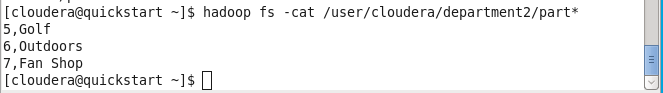 [cloudera@quickstart ~]$ hadoop fs -cat /user/cloudera/department2/part*
5,Golf
6,Outdoors
7,Fan Shop
[cloudera@quickstart ~]$